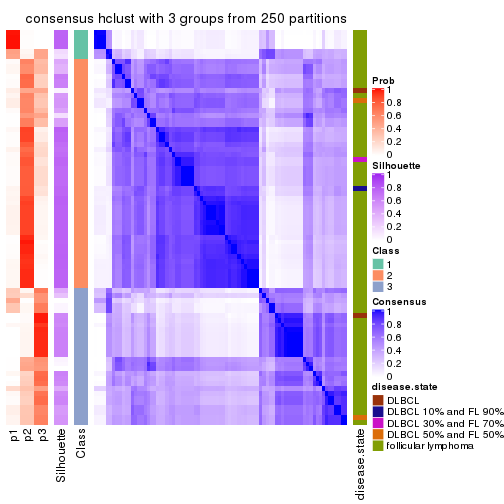 consensus hclust with 3 groups from 250 partitions
p1
p2
p3
Silhouette
Class
disease.state
Prob
1
0.8
0.6
0.4
0.2
0
Silhouette
1
0.8
0.6
0.4
0.2
0
Class
1
2
3
Consensus
1
0.8
0.6
0.4
0.2
0
disease.state
DLBCL
DLBCL 10% and FL 90%
DLBCL 30% and FL 70%
DLBCL 50% and FL 50%
follicular lymphoma